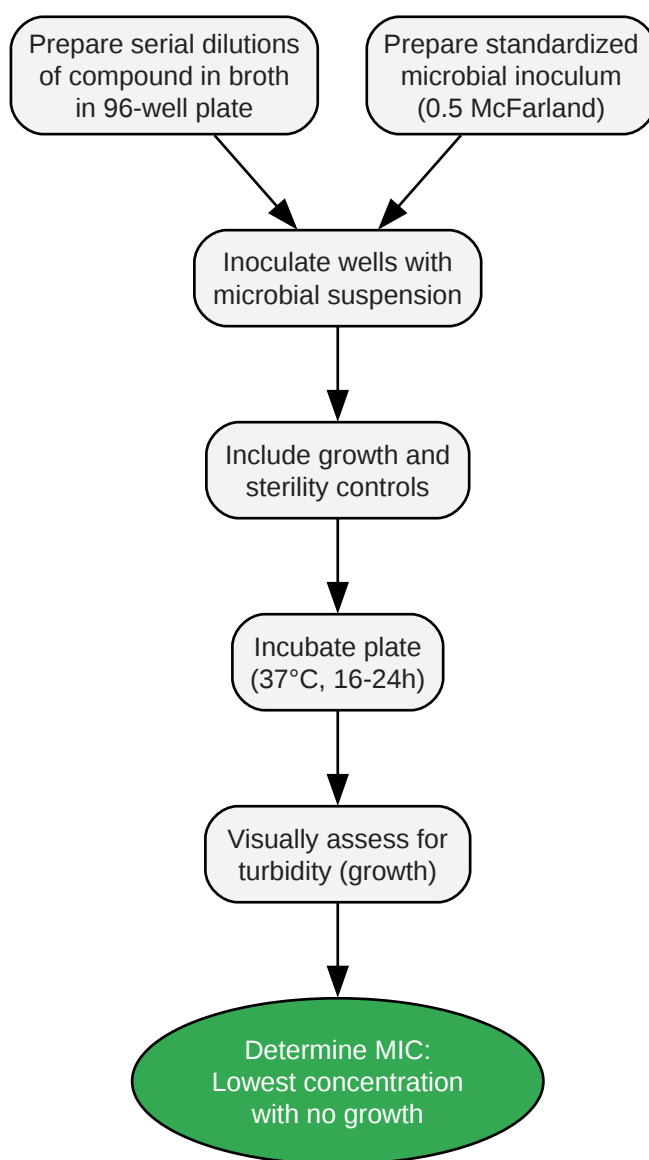 Prepare serial dilutions
of compound in broth
in 96-well plate
Prepare standardized
microbial inoculum
(0.5 McFarland)
Inoculate wells with
microbial suspension
Include growth and
sterility controls
Incubate plate
(37°C, 16-24h)
Visually assess for
turbidity (growth)
Determine MIC:
Lowest concentration
with no growth